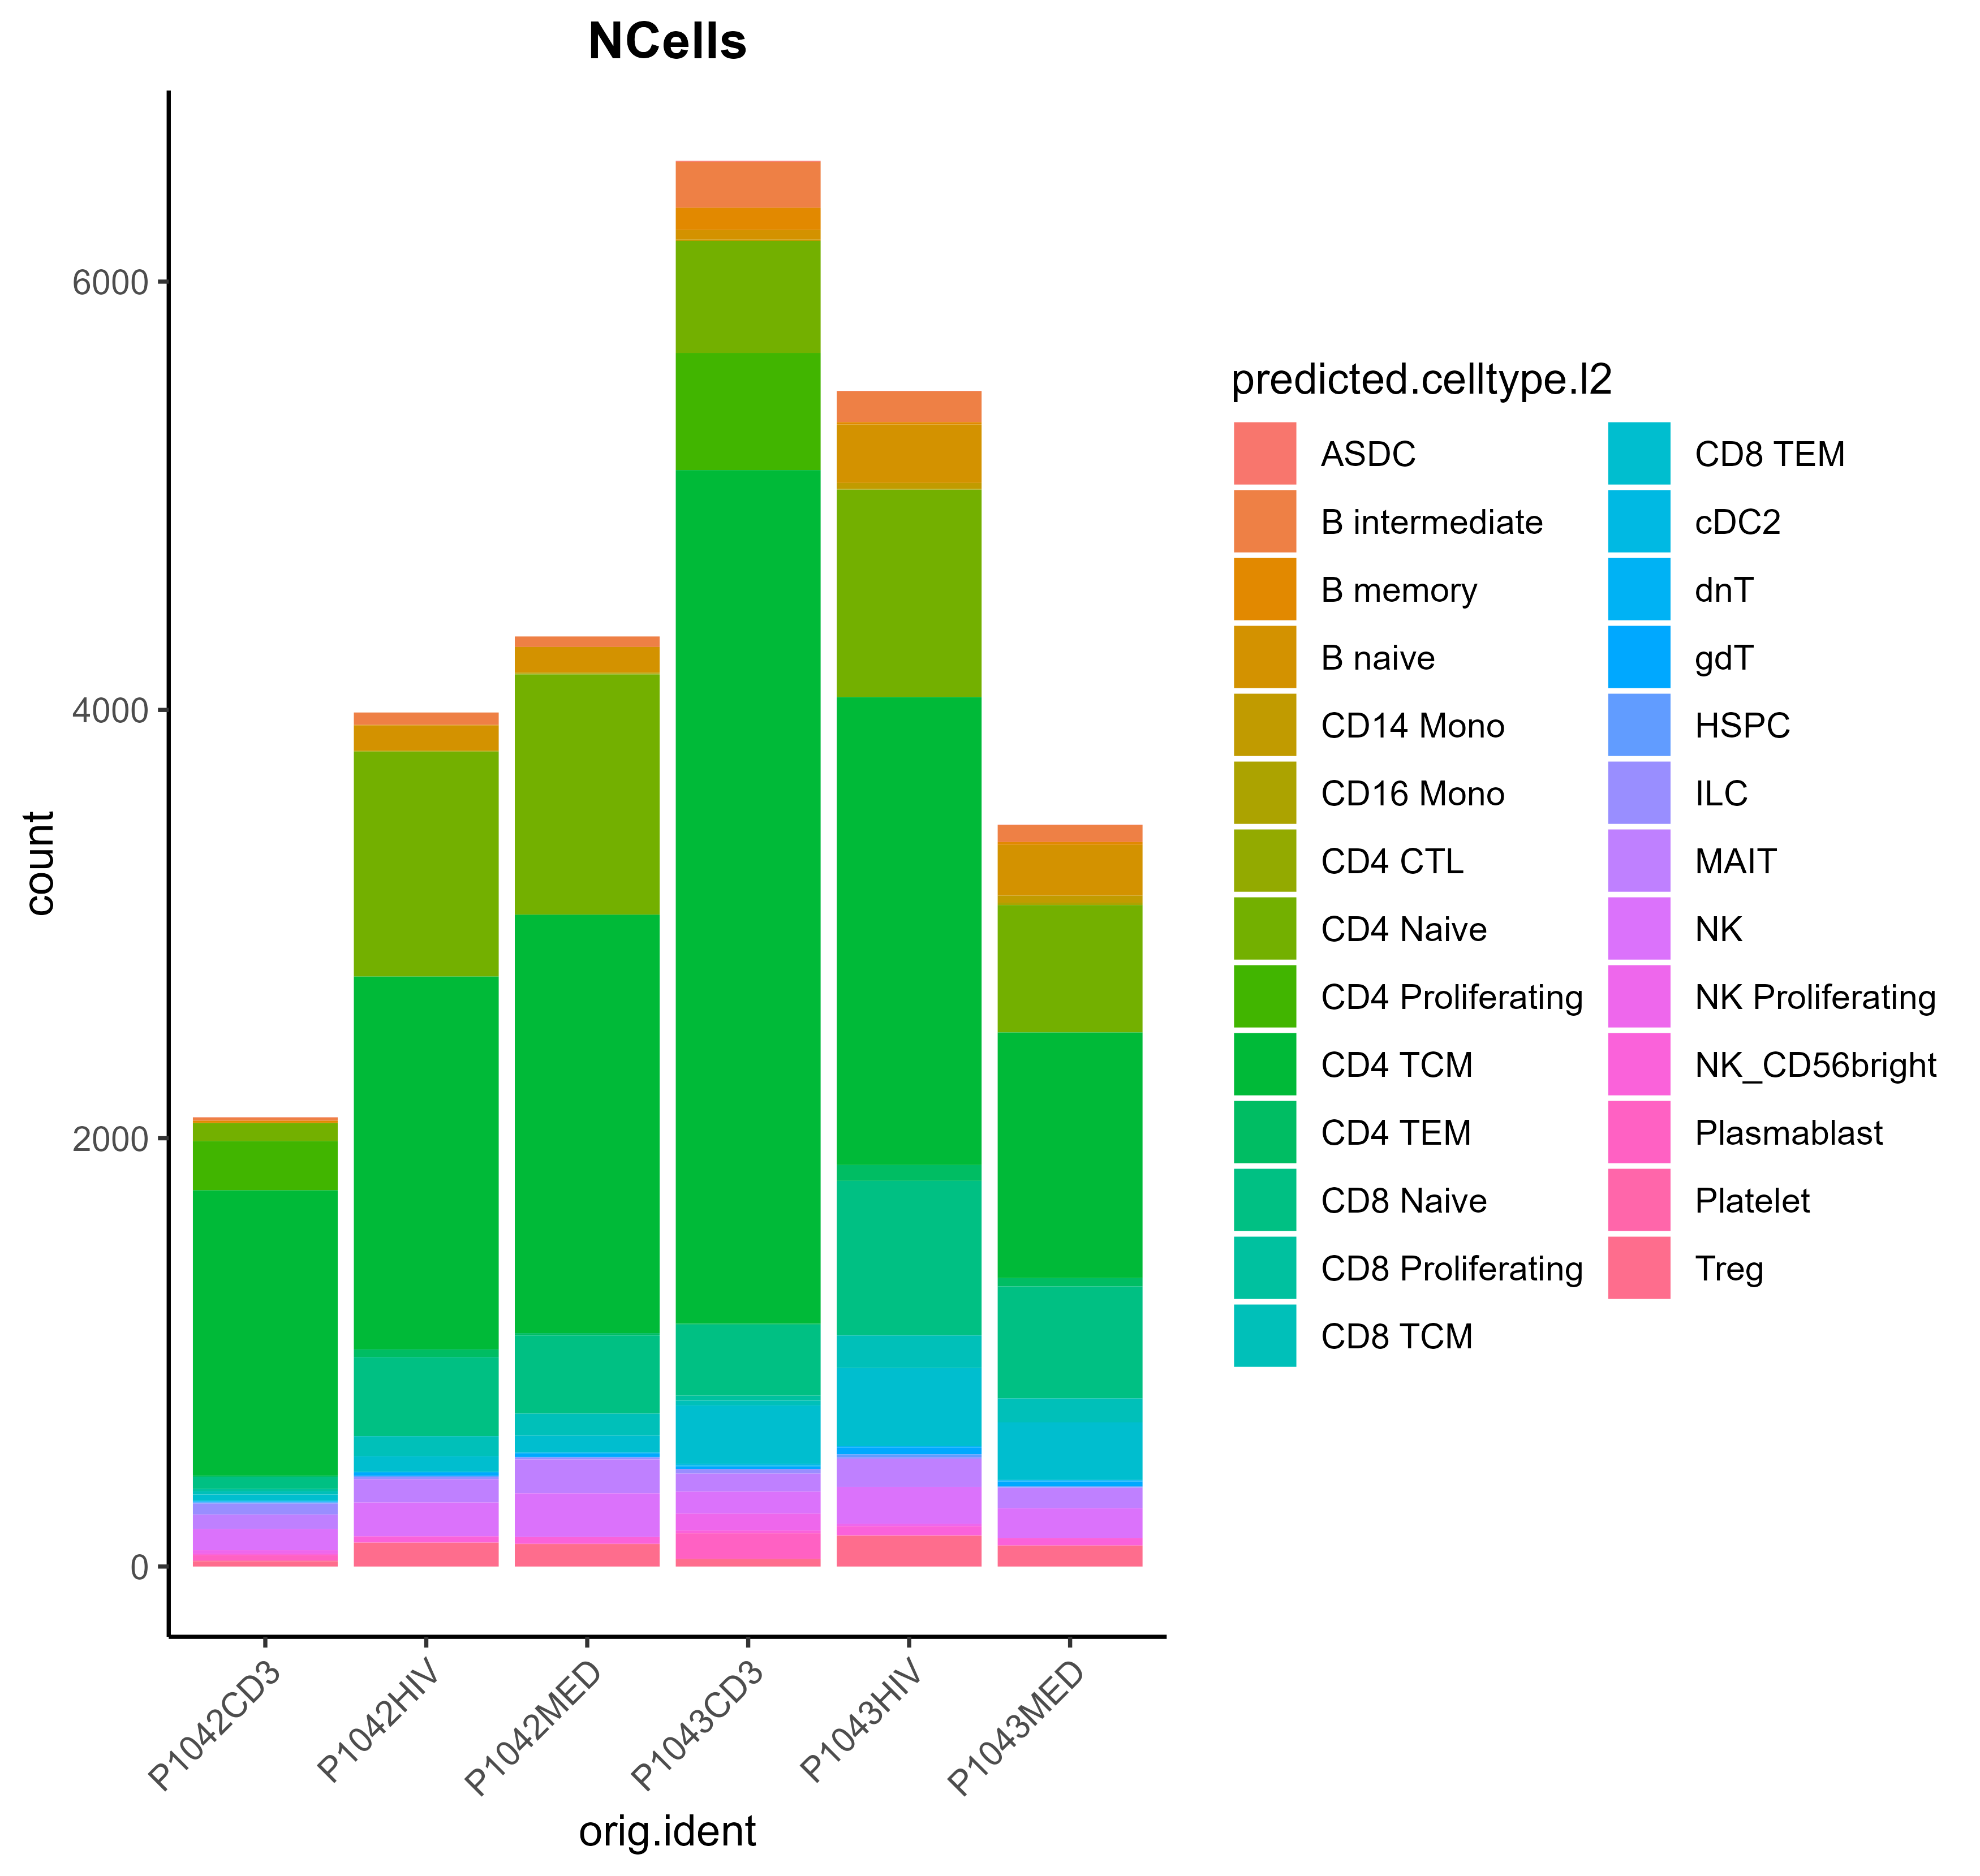 NCells
6000
4000
2000
0
count
P1042CD3
P1042HIV
P1042MED
P1043CD3
P1043HIV
P1043MED
orig.ident
predicted.celltype.l2
ASDC
B intermediate
B memory
B naive
CD14 Mono
CD16 Mono
CD4 CTL
CD4 Naive
CD4 Proliferating
CD4 TCM
CD4 TEM
CD8 Naive
CD8 Proliferating
CD8 TCM
CD8 TEM
cDC2
dnT
gdT
HSPC
ILC
MAIT
NK
NK Proliferating
NK_CD56bright
Plasmablast
Platelet
Treg